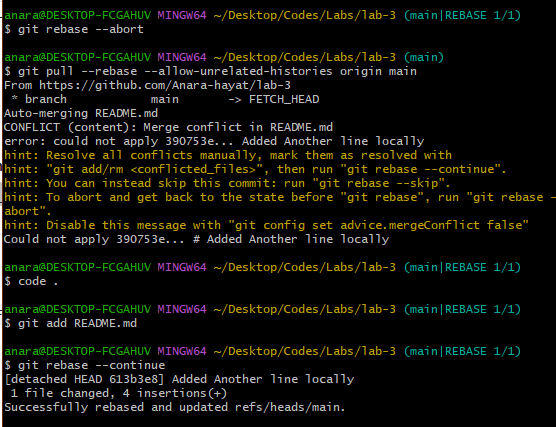 anara@DESKTOP-FCGAHUV MINGW64 ~/Desktop/Codes/Labs/lab-3 (main|REBASE 1/1)
$ git rebase --abort
anara@DESKTOP-FCGAHUV MINGW64 ~/Desktop/Codes/Labs/lab-3 (main)
$ git pull --rebase --allow-unrelated-histories origin main
From https://github.com/Anara-hayat/lab-3
 * branch            main       -> FETCH_HEAD
Auto-merging README.md
CONFLICT (content): Merge conflict in README.md
error: could not apply 390753e... Added Another line locally
hint: Resolve all conflicts manually, mark them as resolved with
hint: "git add/rm <conflicted_files>", then run "git rebase --continue".
hint: You can instead skip this commit: run "git rebase --skip".
hint: To abort and get back to the state before "git rebase", run "git rebase --
abort".
hint: Disable this message with "git config set advice.mergeConflict false"
Could not apply 390753e... # Added Another line locally
anara@DESKTOP-FCGAHUV MINGW64 ~/Desktop/Codes/Labs/lab-3 (main|REBASE 1/1)
$ code .
anara@DESKTOP-FCGAHUV MINGW64 ~/Desktop/Codes/Labs/lab-3 (main|REBASE 1/1)
$ git add README.md
anara@DESKTOP-FCGAHUV MINGW64 ~/Desktop/Codes/Labs/lab-3 (main|REBASE 1/1)
$ git rebase --continue
[detached HEAD 613b3e8] Added Another line locally
 1 file changed, 4 insertions(+)
Successfully rebased and updated refs/heads/main.